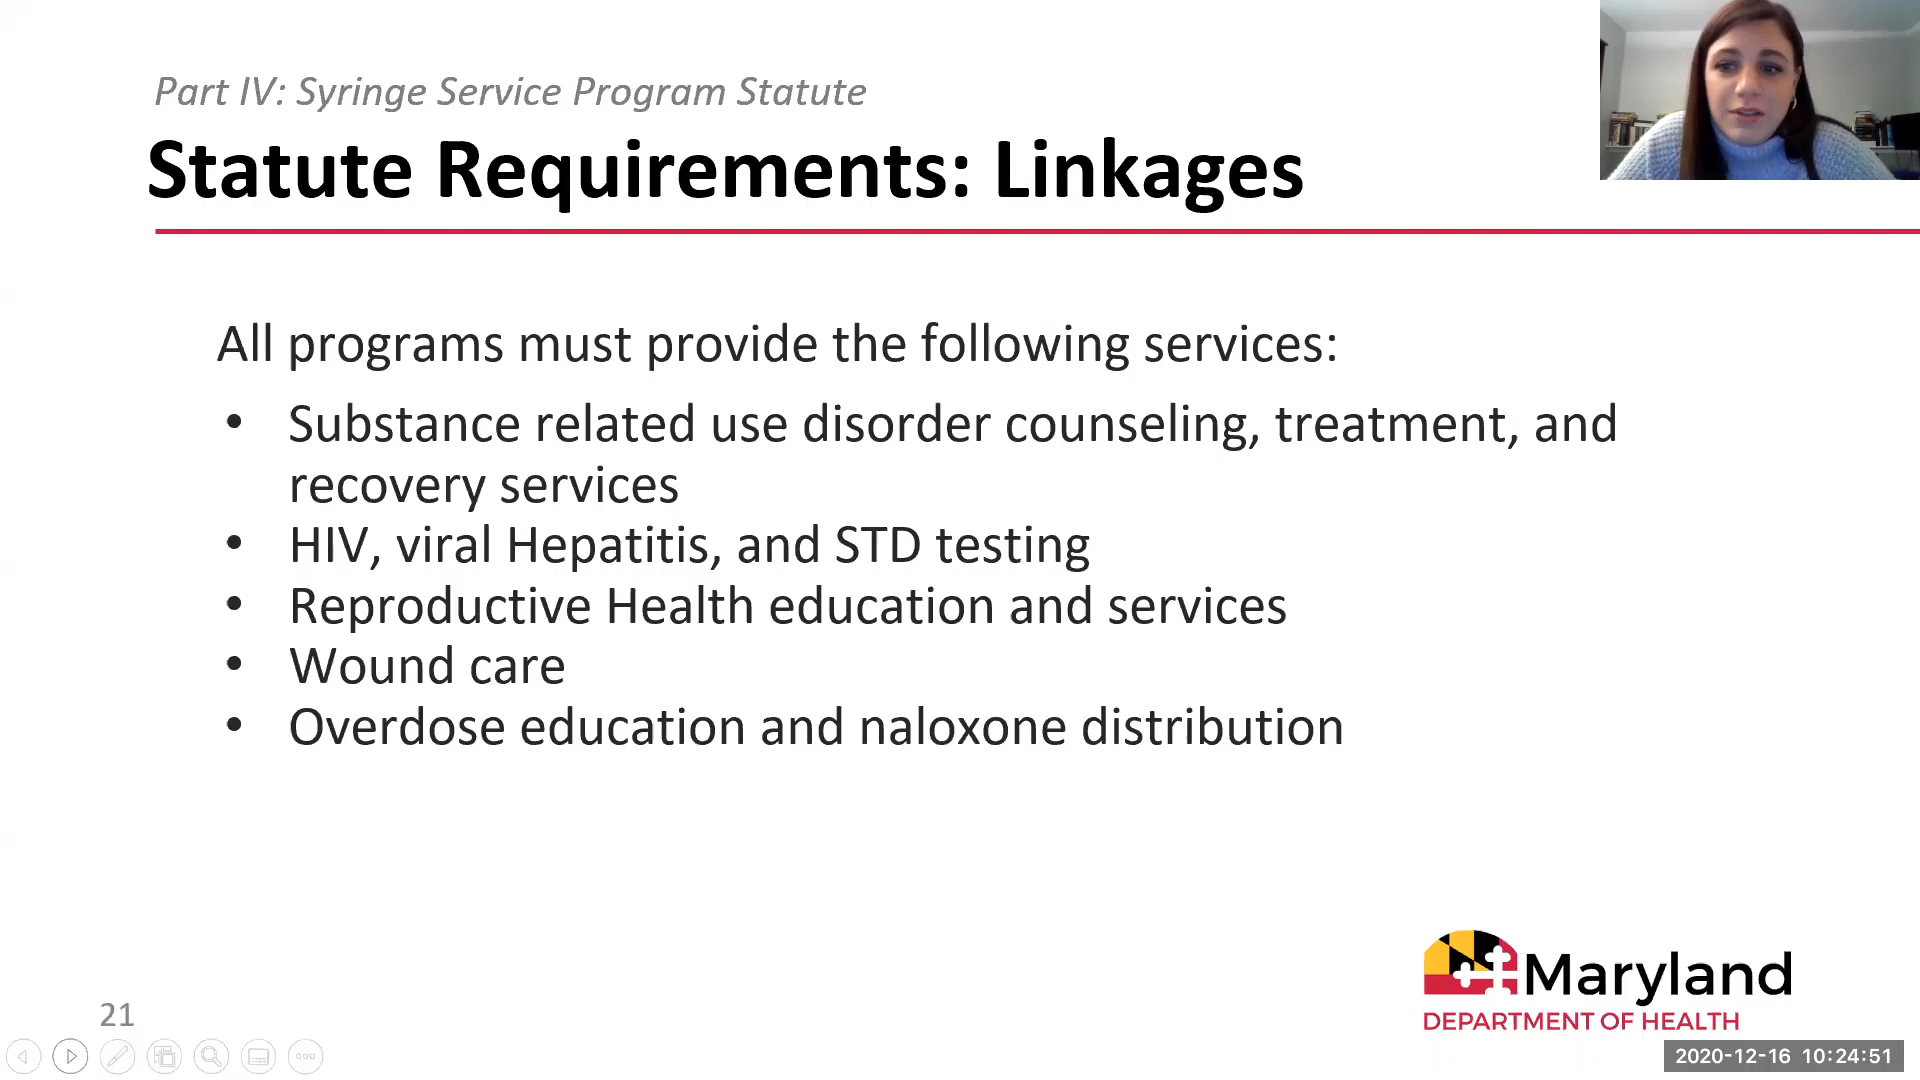 Part IV: Syringe Service Program Statute
Statute Requirements: Linkages
All programs must provide the following services:
• Substance related use disorder counseling, treatment, and
recovery services
• HIV, viral Hepatitis, and STD testing
• Reproductive Health education and services
• Wound care
• Overdose education and naloxone distribution
Maryland
DEPARTMENT OF HEALTH
21
2020-12-16 10:24:51